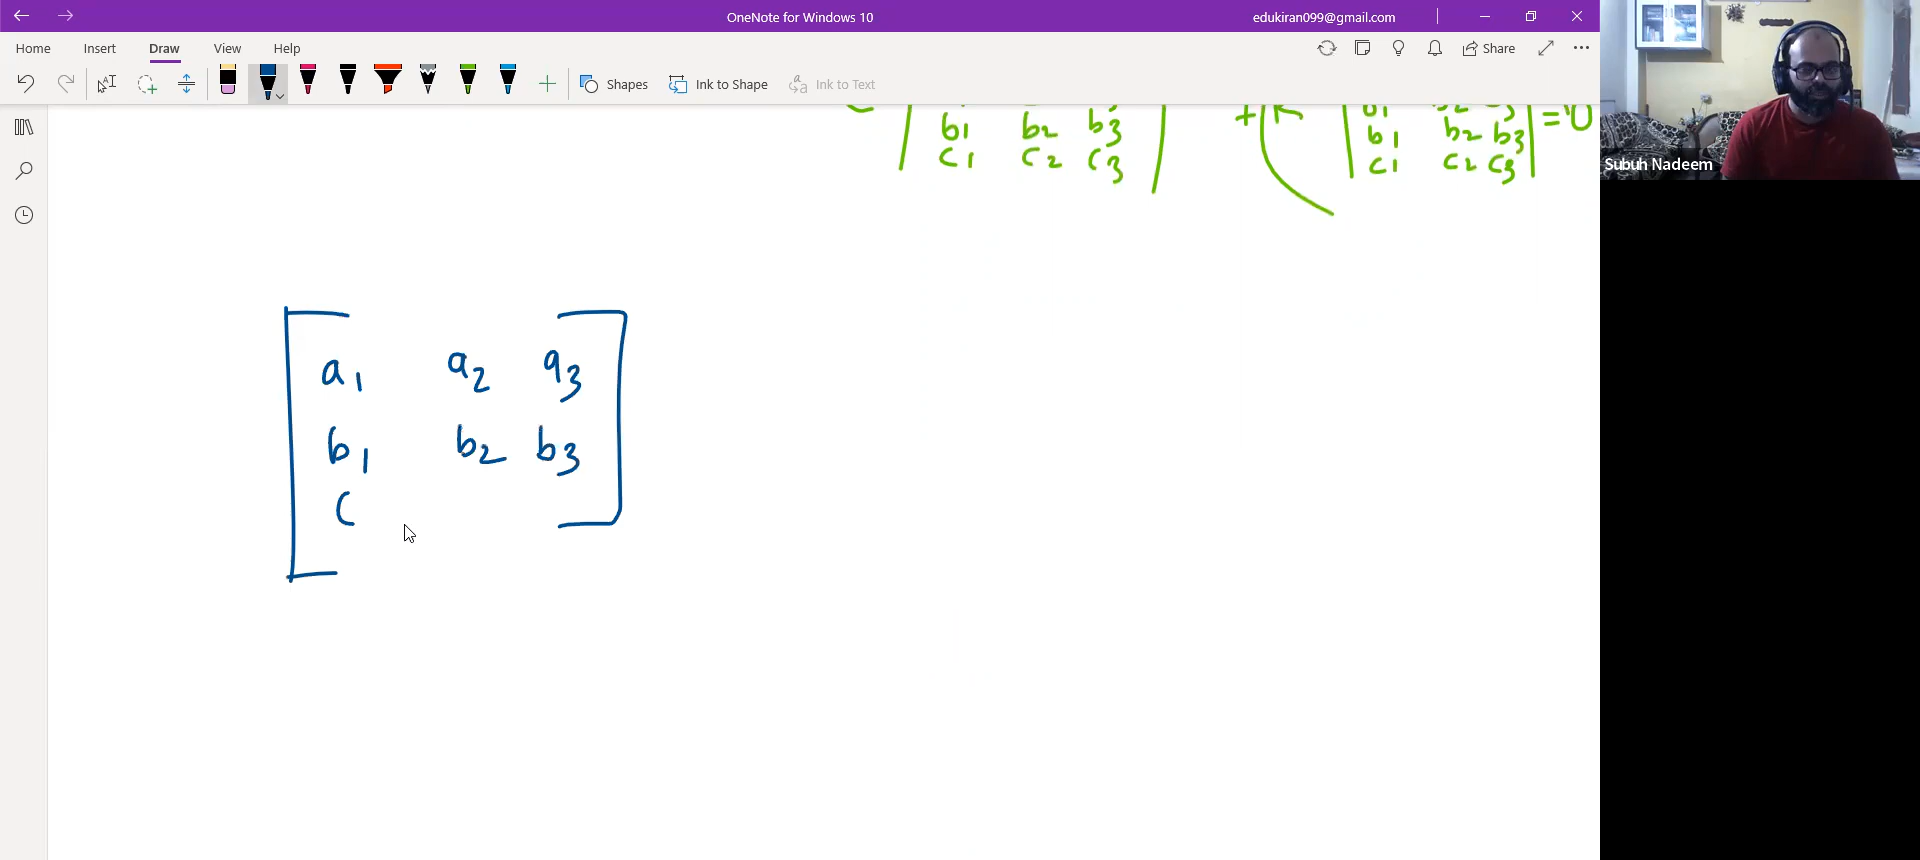 OneNote for Windows 10
edukiran099@gmail.com
Home Insert Draw View Help
Share
Shapes Ink to Shape Ink to Text
b1 b2 b3
c1 c2 c3
+
b1 b2 b3
c1 c2 c3
= 0
Subuh Nadeem
a1 a2 a3
b1 b2 b3
c